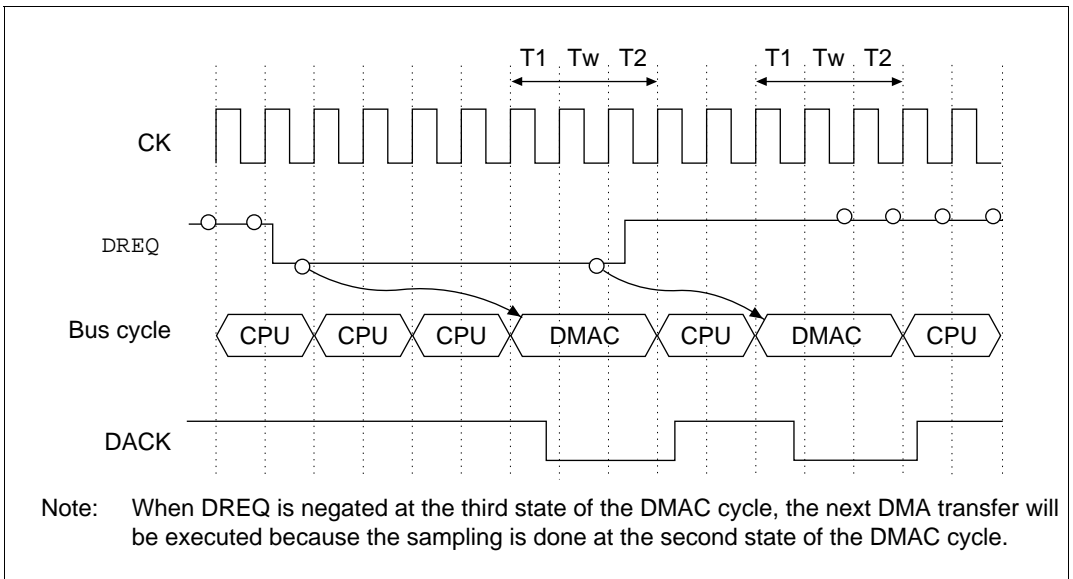 T1 Tw T2 T1 Tw T2
CK
DREQ
Bus cycle CPU CPU CPU DMAC CPU DMAC CPU
DACK
Note: When DREQ is negated at the third state of the DMAC cycle, the next DMA transfer will
be executed because the sampling is done at the second state of the DMAC cycle.